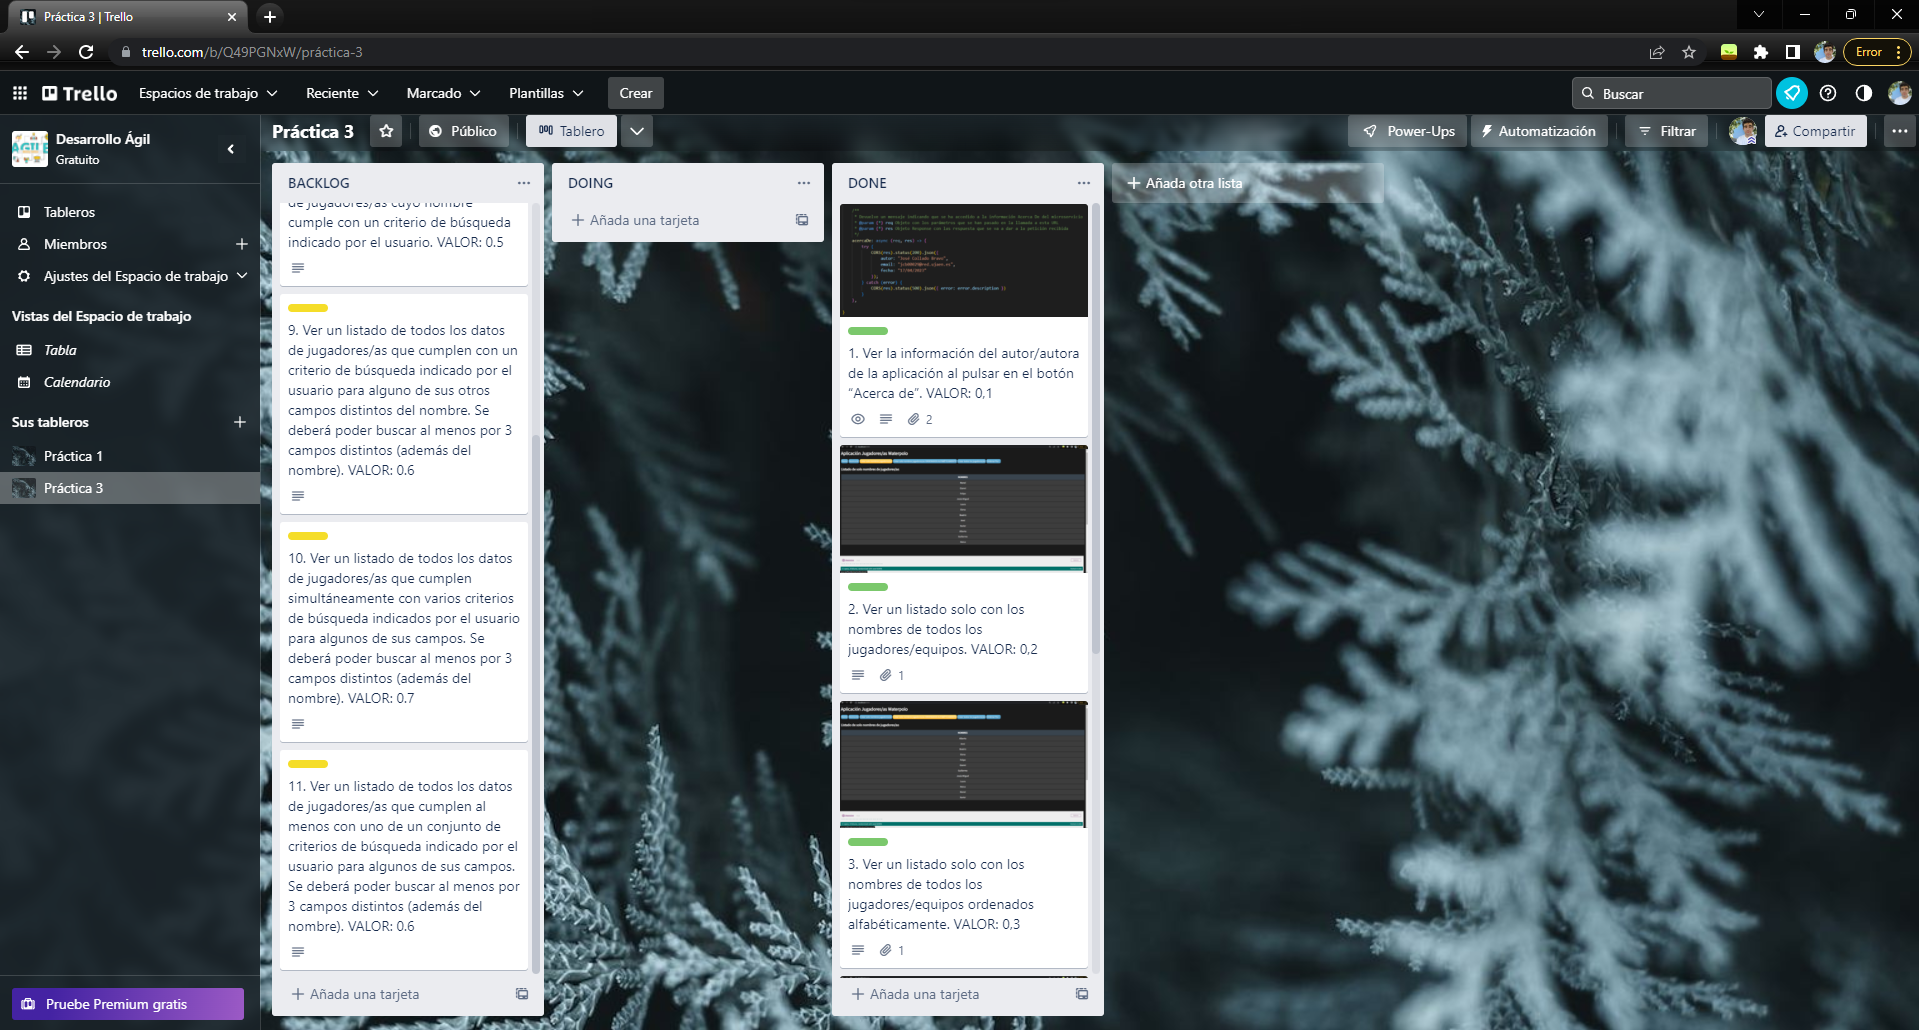 Práctica 3 | Trello
trello.com/b/Q49PGNxW/práctica-3
Error
Trello
Espacios de trabajo
Reciente
Marcado
Plantillas
Crear
Buscar
Desarrollo Ágil
Gratuito
Práctica 3
Público
Tablero
Power-Ups
Automatización
Filtrar
Compartir
Tableros
Miembros
Ajustes del Espacio de trabajo
Vistas del Espacio de trabajo
Tabla
Calendario
Sus tableros
Práctica 1
Práctica 3
Pruebe Premium gratis
BACKLOG
de jugadores/as cuyo nombre
cumple con un criterio de búsqueda
indicado por el usuario. VALOR: 0.5
9. Ver un listado de todos los datos
de jugadores/as que cumplen con un
criterio de búsqueda indicado por el
usuario para alguno de sus otros
campos distintos del nombre. Se
deberá poder buscar al menos por 3
campos distintos (además del
nombre). VALOR: 0.6
10. Ver un listado de todos los datos
de jugadores/as que cumplen
simultáneamente con varios criterios
de búsqueda indicados por el usuario
para algunos de sus campos. Se
deberá poder buscar al menos por 3
campos distintos (además del
nombre). VALOR: 0.7
11. Ver un listado de todos los datos
de jugadores/as que cumplen al
menos con uno de un conjunto de
criterios de búsqueda indicado por el
usuario para algunos de sus campos.
Se deberá poder buscar al menos por
3 campos distintos (además del
nombre). VALOR: 0.6
Añada una tarjeta
DOING
Añada una tarjeta
DONE
1. Ver la información del autor/autora
de la aplicación al pulsar en el botón
“Acerca de”. VALOR: 0,1
2
Aplicación Jugadores/as Waterpolo
2. Ver un listado solo con los
nombres de todos los
jugadores/equipos. VALOR: 0,2
1
Aplicación Jugadores/as Waterpolo
3. Ver un listado solo con los
nombres de todos los
jugadores/equipos ordenados
alfabéticamente. VALOR: 0,3
1
Añada una tarjeta
Añada otra lista